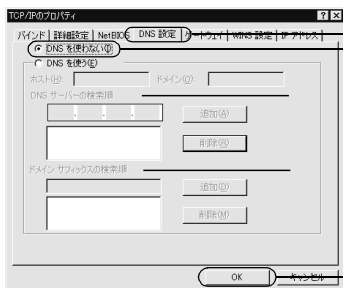 TCP/IPのプロパティ
バインド 詳細設定 NetBIOS DNS 設定 ゲートウェイ WINS 設定 IP アドレス
DNS を使わない(I)
DNS を使う(E)
ホスト(H): ドメイン(O):
DNS サーバーの検索順
追加(A)
削除(R)
ドメイン サフィックスの検索順
追加(D)
削除(M)
OK キャンセル